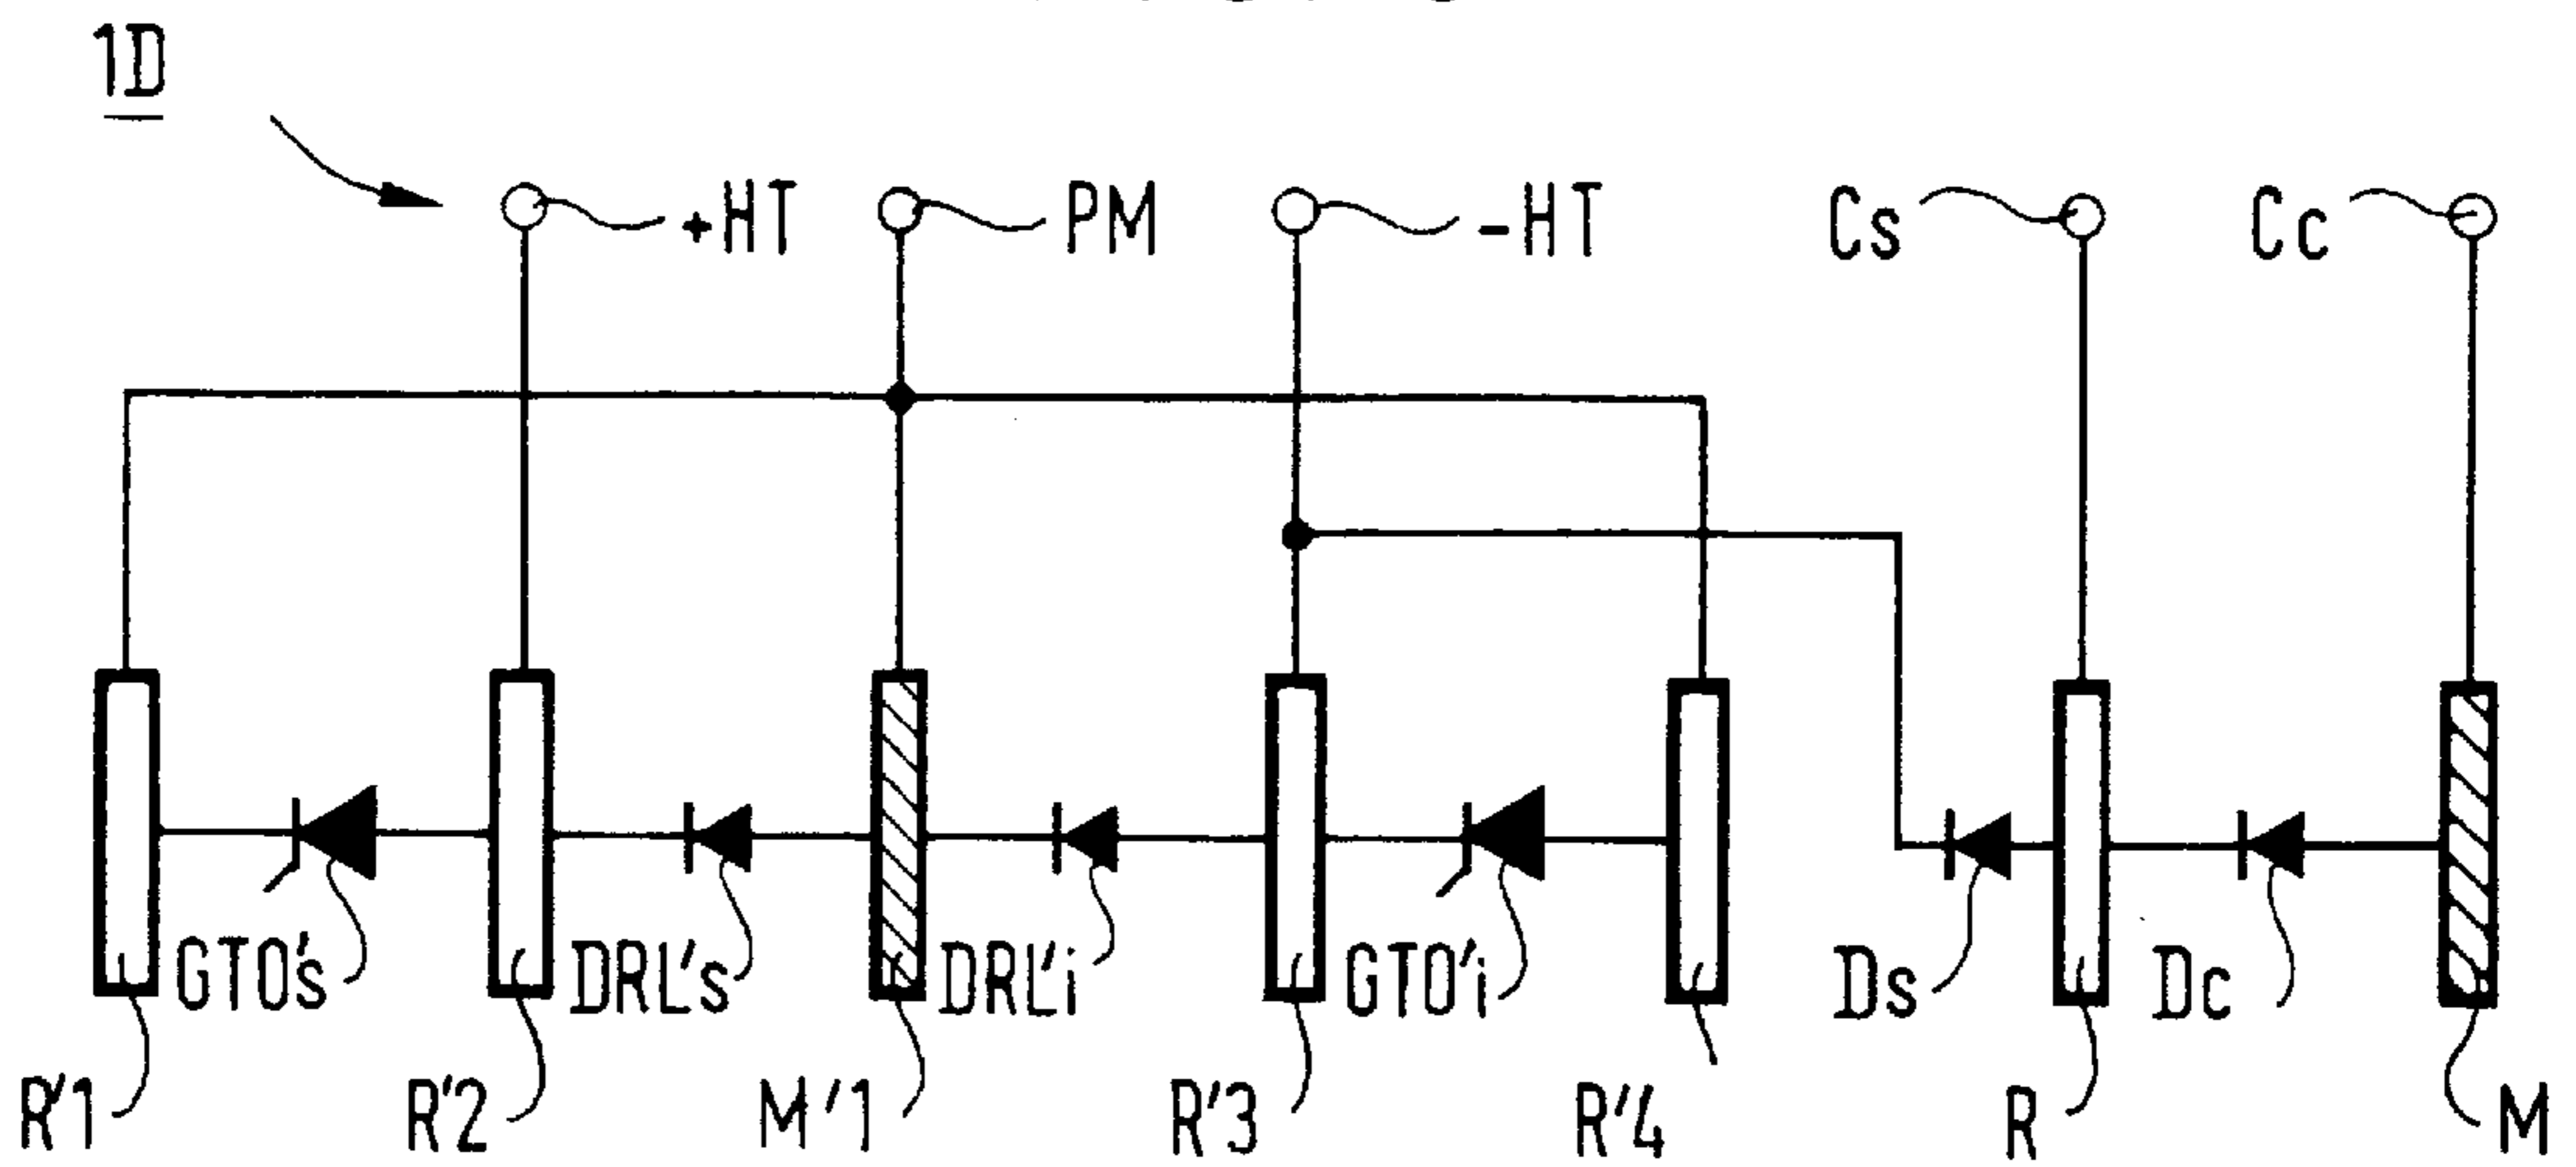 1D
+HT PM -HT Cs Cc
GTO's DRL's DRL'i GTO'i Ds Dc
R'1 R'2 M'1 R'3 R'4 R M